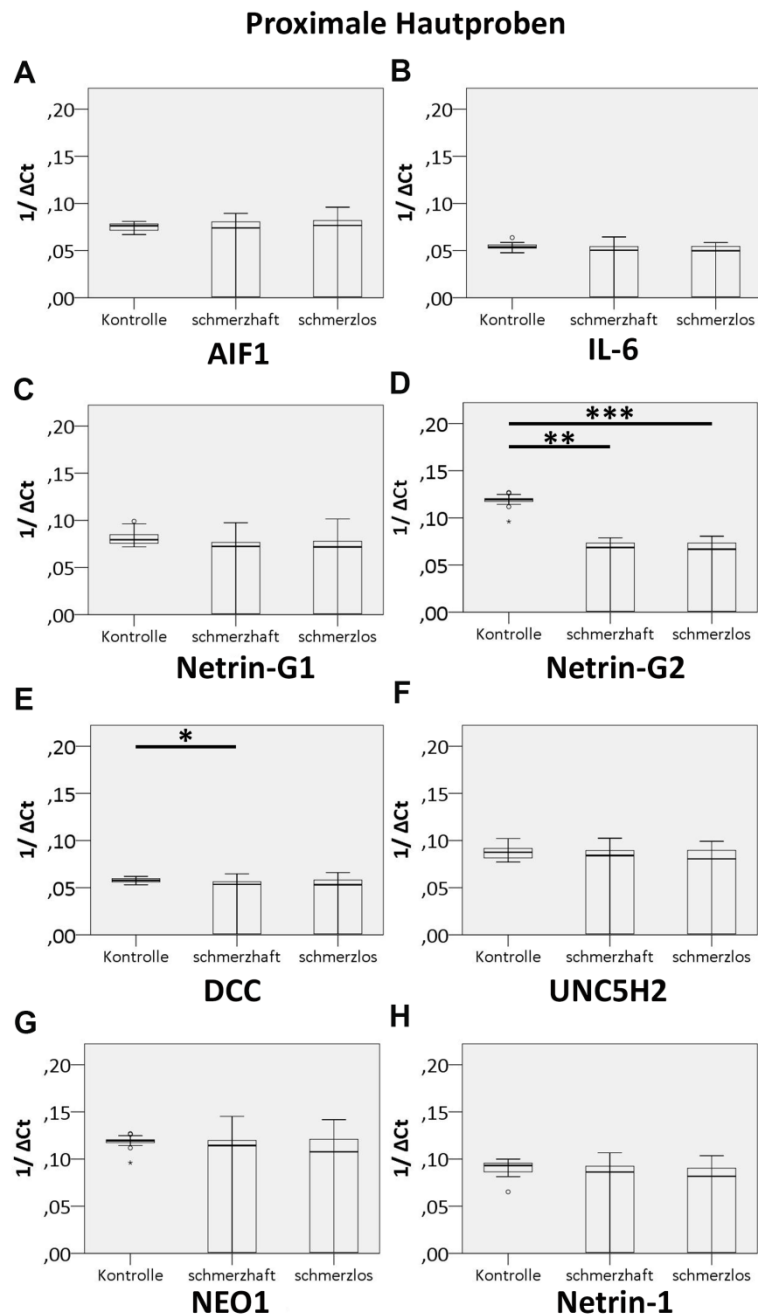 Proximale Hautproben
A
B
1/ ΔCt
,20
,15
,10
,05
,00
Kontrolle schmerzhaft schmerzlos
AIF1
1/ ΔCt
,20
,15
,10
,05
,00
Kontrolle schmerzhaft schmerzlos
IL-6
C
D
1/ ΔCt
,20
,15
,10
,05
,00
Kontrolle schmerzhaft schmerzlos
Netrin-G1
1/ ΔCt
,20
,15
,10
,05
,00
***
**
Kontrolle schmerzhaft schmerzlos
Netrin-G2
E
F
1/ ΔCt
,20
,15
,10
,05
,00
*
Kontrolle schmerzhaft schmerzlos
DCC
1/ ΔCt
,20
,15
,10
,05
,00
Kontrolle schmerzhaft schmerzlos
UNC5H2
G
H
1/ ΔCt
,20
,15
,10
,05
,00
Kontrolle schmerzhaft schmerzlos
NEO1
1/ ΔCt
,20
,15
,10
,05
,00
Kontrolle schmerzhaft schmerzlos
Netrin-1